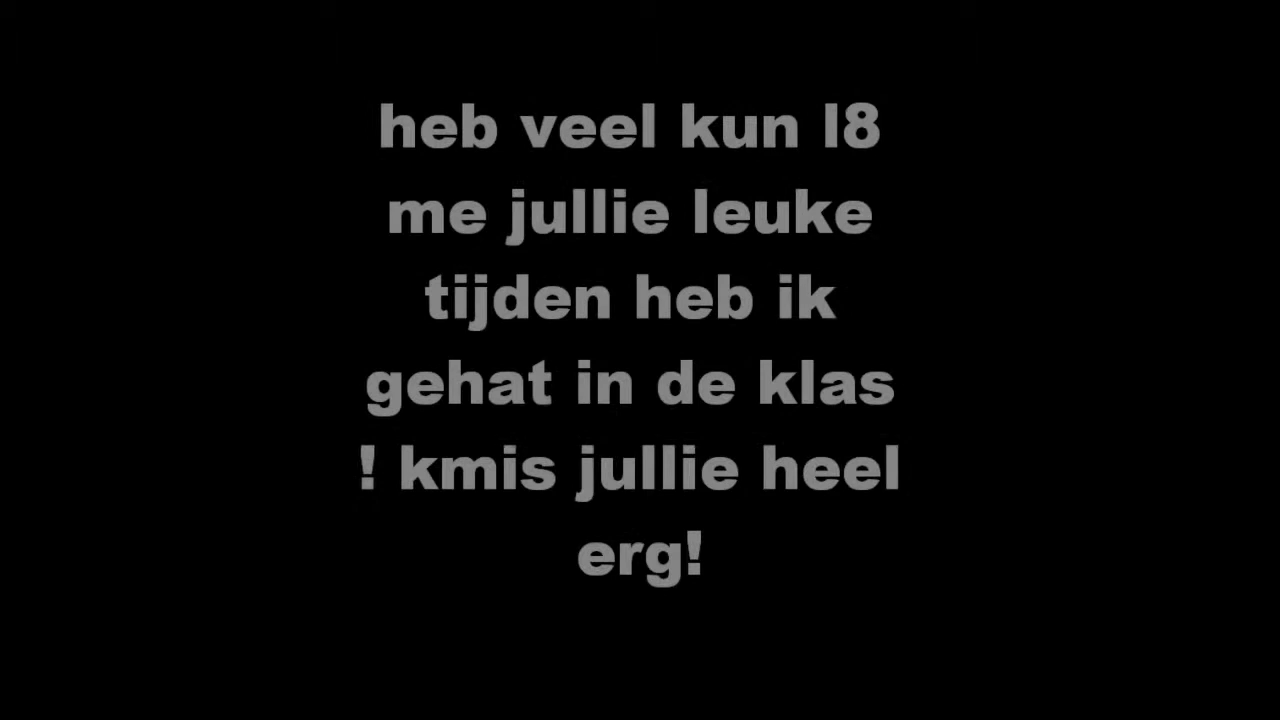 heb veel kun l8
me jullie leuke
tijden heb ik
gehat in de klas
! kmis jullie heel
erg!